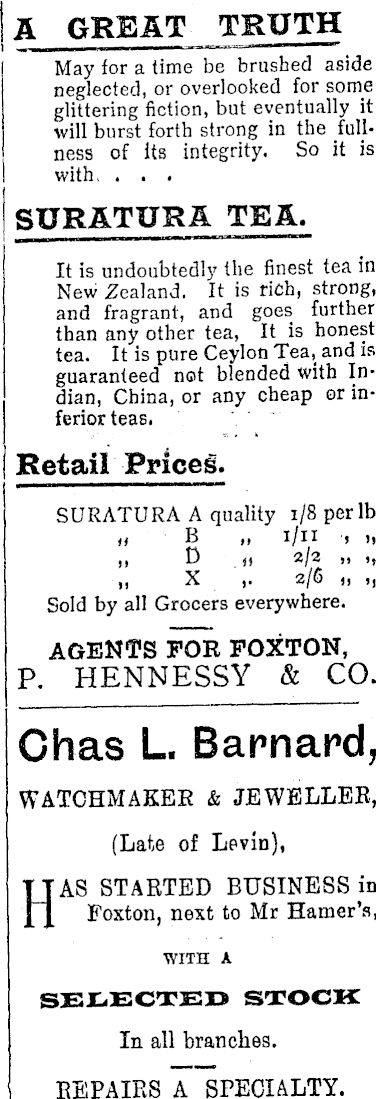 A GREAT TRUTH
May for a time be brushed aside
neglected, or overlooked for some
glittering fiction, but eventually it
will burst forth strong in the full-
ness of its integrity. So it is
with. . . .
SURATURA TEA.
It is undoubtedly the finest tea in
New Zealand. It is rich, strong,
and fragrant, and goes further
than any other tea, It is honest
tea. It is pure Ceylon Tea, and is
guaranteed not blended with In-
dian, China, or any cheap or in-
ferior teas.
Retail Prices.
SURATURA A quality 1/8 per lb
„ B „ 1/11 „ „
„ D „ 2/2 „ „
„ X „ 2/6 „ „
Sold by all Grocers everywhere.
AGENTS FOR FOXTON,
P. HENNESSY & CO.
Chas L. Barnard,
WATCHMAKER & JEWELLER,
(Late of Levin),
HAS STARTED BUSINESS in
Foxton, next to Mr Hamer's,
WITH A
SELECTED STOCK
In all branches.
REPAIRS A SPECIALTY.